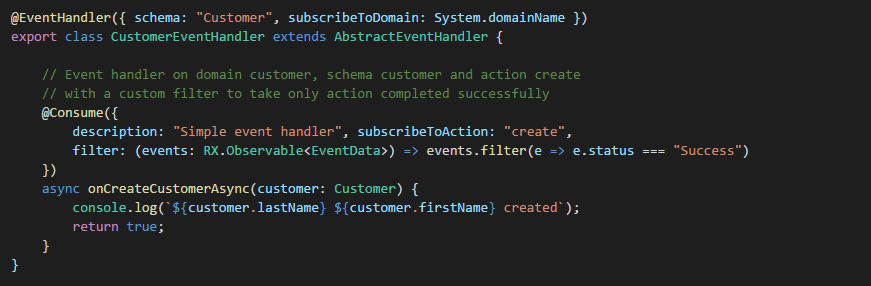 @EventHandler({ schema: "Customer", subscribeToDomain: System.domainName })
export class CustomerEventHandler extends AbstractEventHandler {
// Event handler on domain customer, schema customer and action create
// with a custom filter to take only action completed successfully
@Consume({
description: "Simple event handler", subscribeToAction: "create",
filter: (events: RX.Observable<EventData>) => events.filter(e => e.status === "Success")
})
async onCreateCustomerAsync(customer: Customer) {
console.log(`${customer.lastName} ${customer.firstName} created`);
return true;
}
}